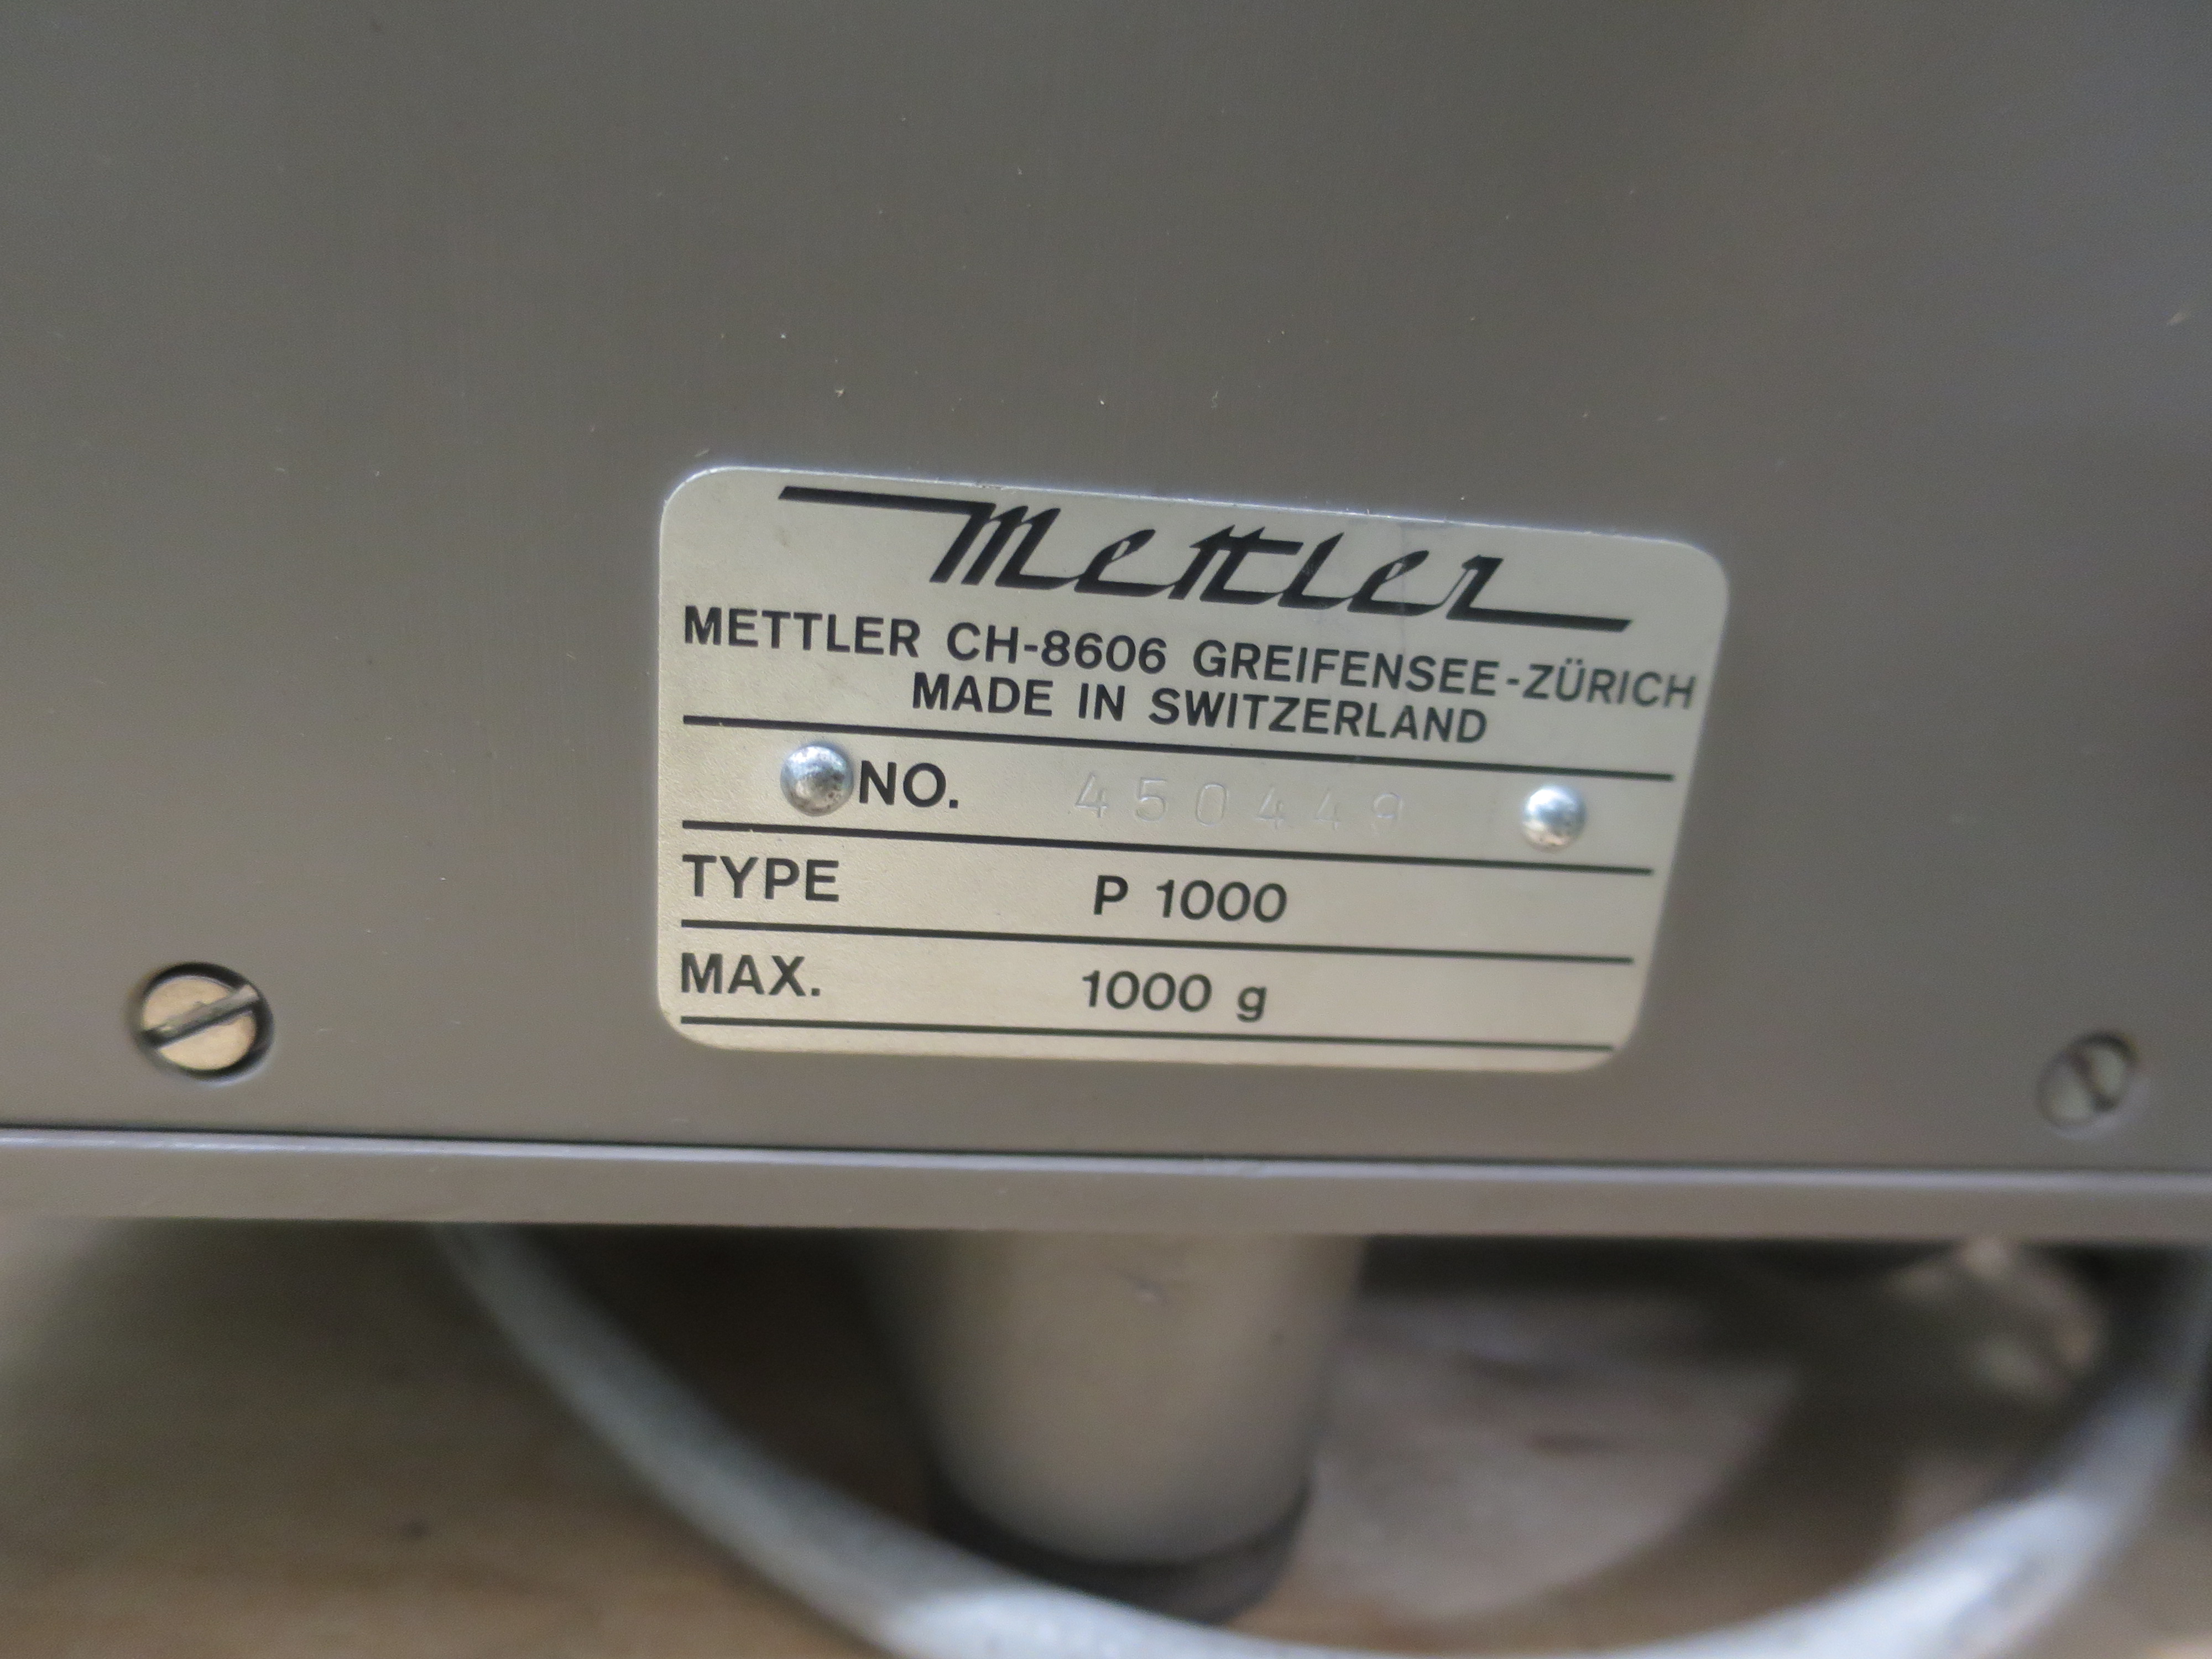 Mettler
METTLER CH-8606 GREIFENSEE-ZÜRICH
MADE IN SWITZERLAND
NO. 450449
TYPE P 1000
MAX. 1000 g